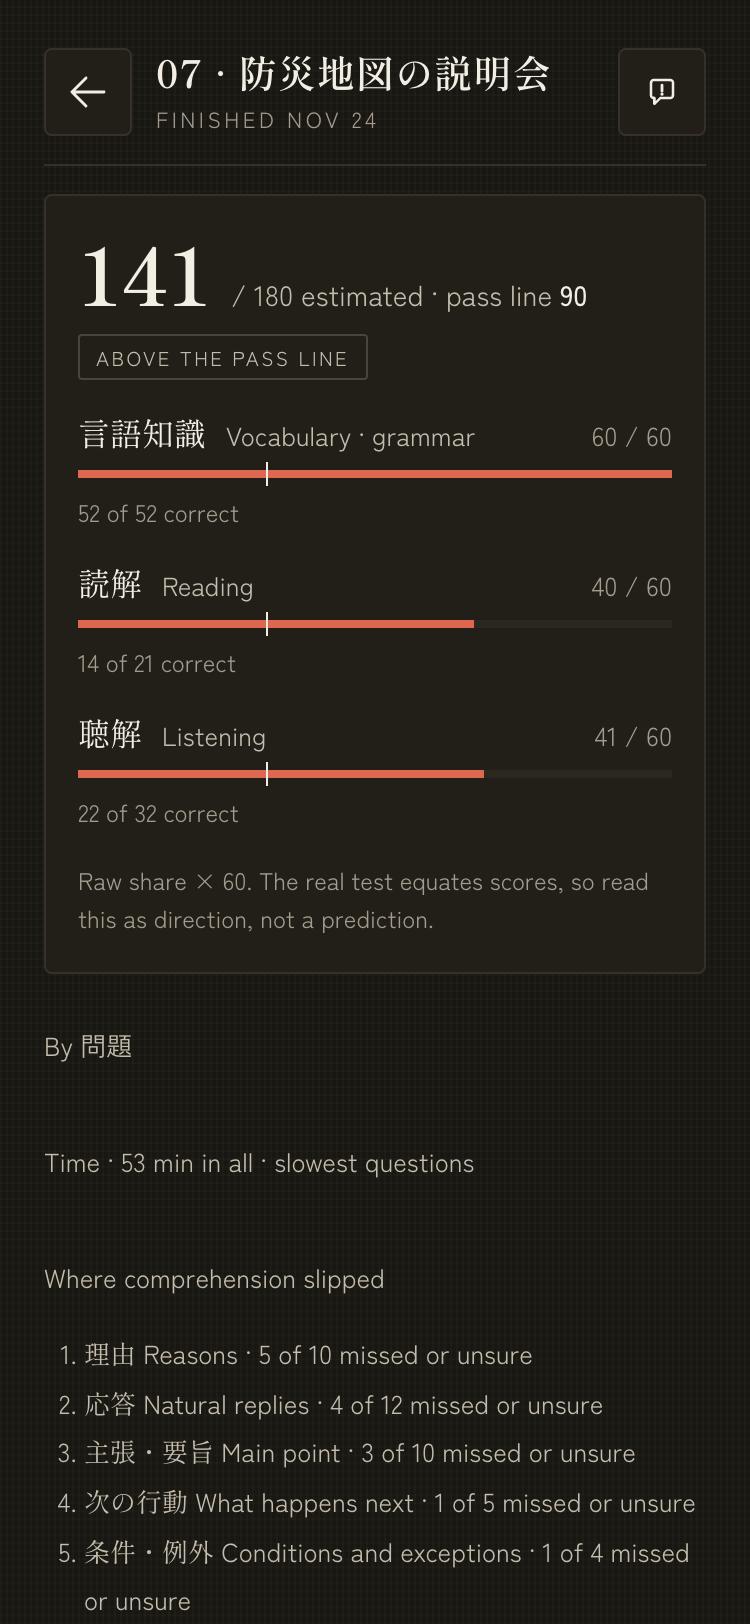 07 · 防災地図の説明会
FINISHED NOV 24
141 / 180 estimated · pass line 90
ABOVE THE PASS LINE
言語知識 Vocabulary · grammar 60 / 60
52 of 52 correct
読解 Reading 40 / 60
14 of 21 correct
聴解 Listening 41 / 60
22 of 32 correct
Raw share × 60. The real test equates scores, so read
this as direction, not a prediction.
By 問題
Time · 53 min in all · slowest questions
Where comprehension slipped
1. 理由 Reasons · 5 of 10 missed or unsure
2. 応答 Natural replies · 4 of 12 missed or unsure
3. 主張・要旨 Main point · 3 of 10 missed or unsure
4. 次の行動 What happens next · 1 of 5 missed or unsure
5. 条件・例外 Conditions and exceptions · 1 of 4 missed
or unsure